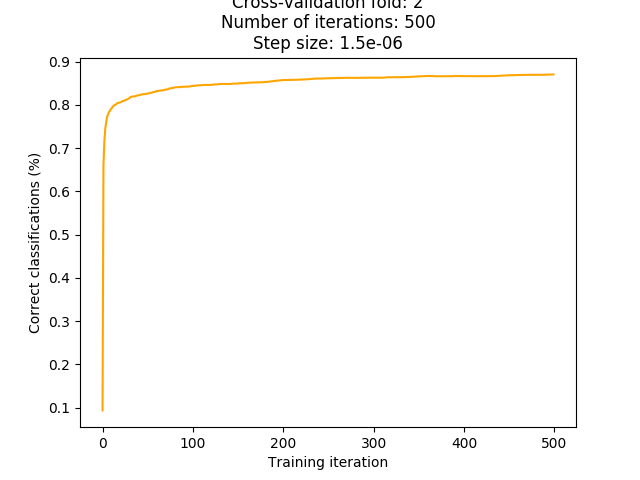 Cross-validation fold: 2
Number of iterations: 500
Step size: 1.5e-06
0.9
0.8
0.7
0.6
0.5
0.4
0.3
0.2
0.1
Correct classifications (%)
0 100 200 300 400 500
Training iteration